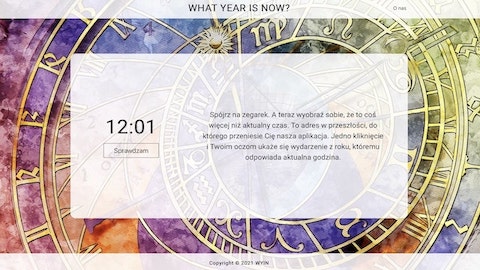 WHAT YEAR IS NOW?
O nas
12:01
Sprawdzam
Spójrz na zegarek. A teraz wyobraź sobie, że to coś
więcej niż aktualny czas. To adres w przeszłości, do
którego przeniesie Cię nasza aplikacja. Jedno kliknięcie
i Twoim oczom ukaże się wydarzenie z roku, któremu
odpowiada aktualna godzina.
Copyright © 2021 WYIN